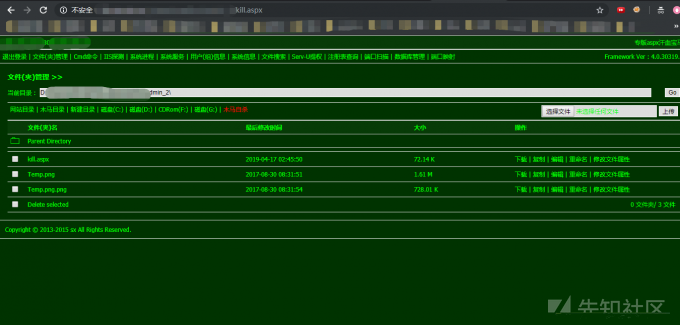 不安全
kill.aspx
专版aspx汗血宝马
退出登录 | 文件(夹)管理 | Cmd命令 | IIS探测 | 系统进程 | 系统服务 | 用户(组)信息 | 系统信息 | 文件搜索 | Serv-U提权 | 注册表查询 | 端口扫描 | 数据库管理 | 端口映射 Framework Ver : 4.0.30319.
文件(夹)管理 >>
当前目录: dmin_2\ Go
网站目录 | 木马目录 | 新建目录 | 磁盘(C:) | 磁盘(D:) | CDRom(F:) | 磁盘(G:) | 木马自杀 选择文件 未选择任何文件 上传
文件(夹)名 最后修改时间 大小 操作
Parent Directory
kill.aspx 2019-04-17 02:45:50 72.14 K 下载 | 复制 | 编辑 | 重命名 | 修改文件属性
Temp.png 2017-08-30 08:31:51 1.61 M 下载 | 复制 | 编辑 | 重命名 | 修改文件属性
Temp.png.png 2017-08-30 08:31:54 728.01 K 下载 | 复制 | 编辑 | 重命名 | 修改文件属性
Delete selected 0 文件夹/ 3 文件
Copyright © 2013-2015 sx All Rights Reserved.
先知社区